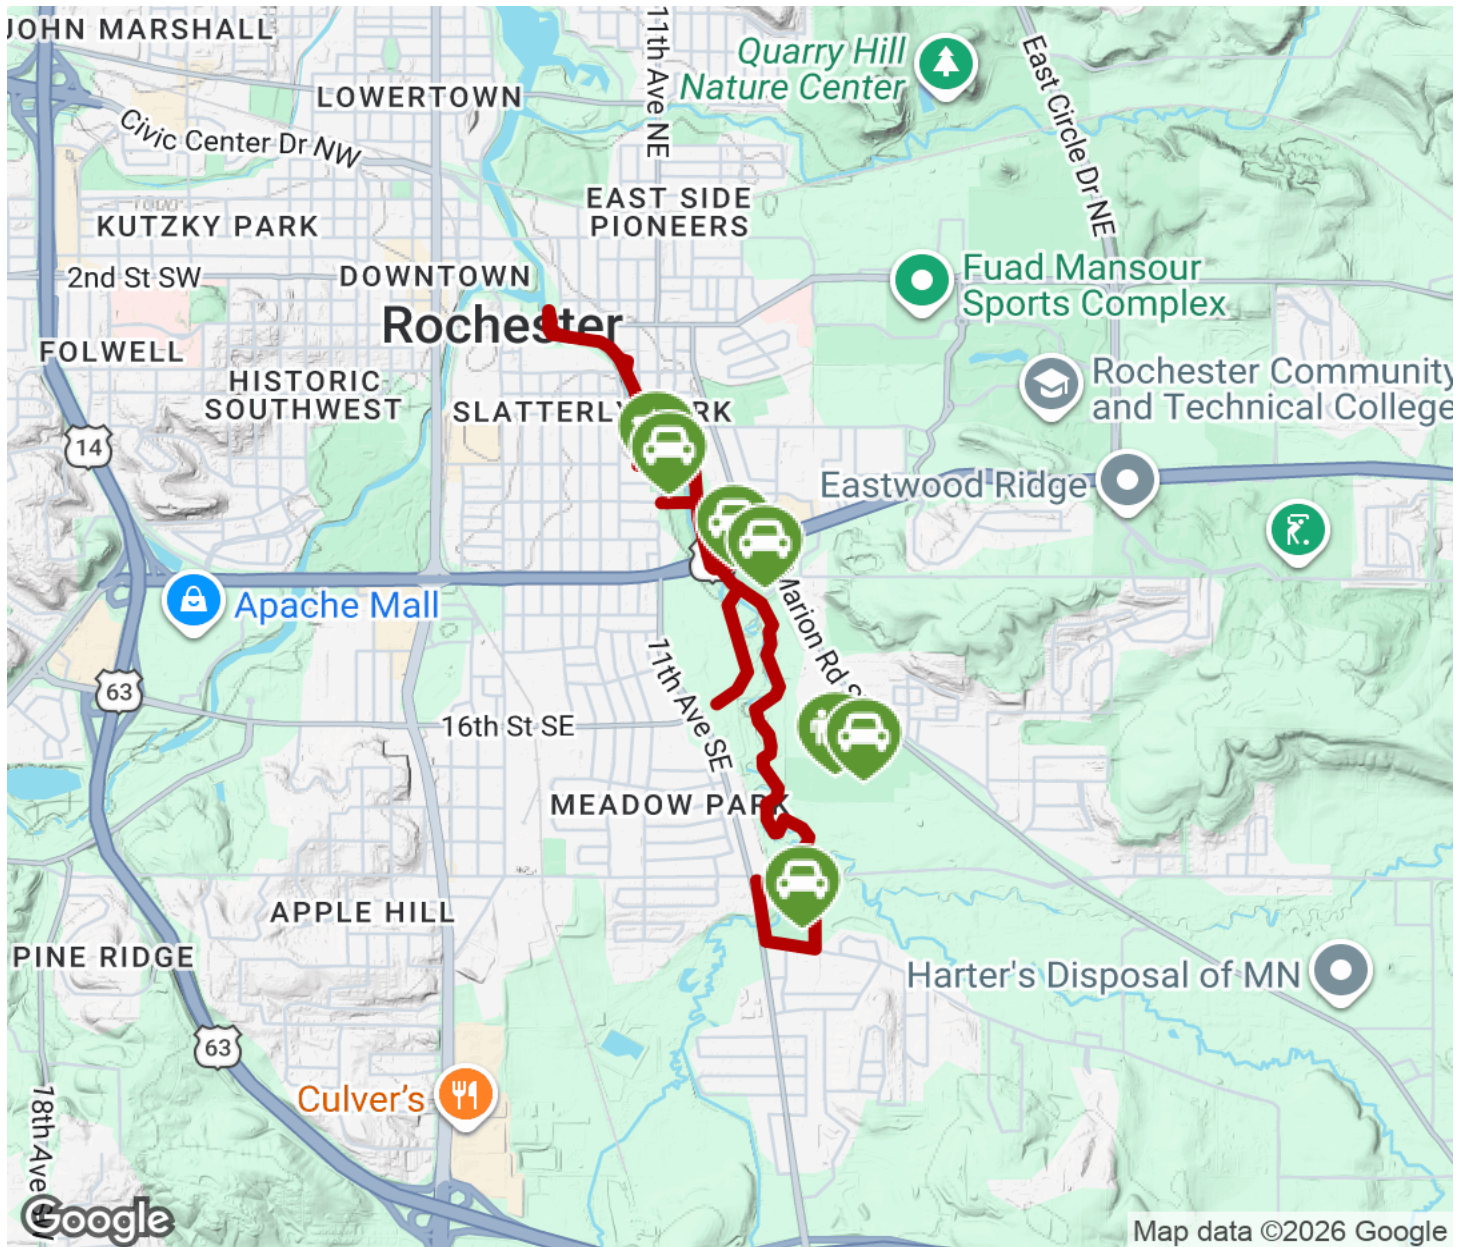 JOHN MARSHALL
LOWERTOWN
Civic Center Dr NW
11th Ave NE
Quarry Hill
Nature Center
East Circle Dr NE
EAST SIDE
PIONEERS
KUTZKY PARK
2nd St SW
DOWNTOWN
Rochester
Fuad Mansour
Sports Complex
FOLWELL
HISTORIC
SOUTHWEST
Rochester Community
and Technical College
14
Eastwood Ridge
Apache Mall
Marion Rd
63
11th Ave SE
16th St SE
MEADOW PARK
APPLE HILL
PINE RIDGE
Harter's Disposal of MN
63
Culver's
18th Ave
Google
Map data ©2026 Google